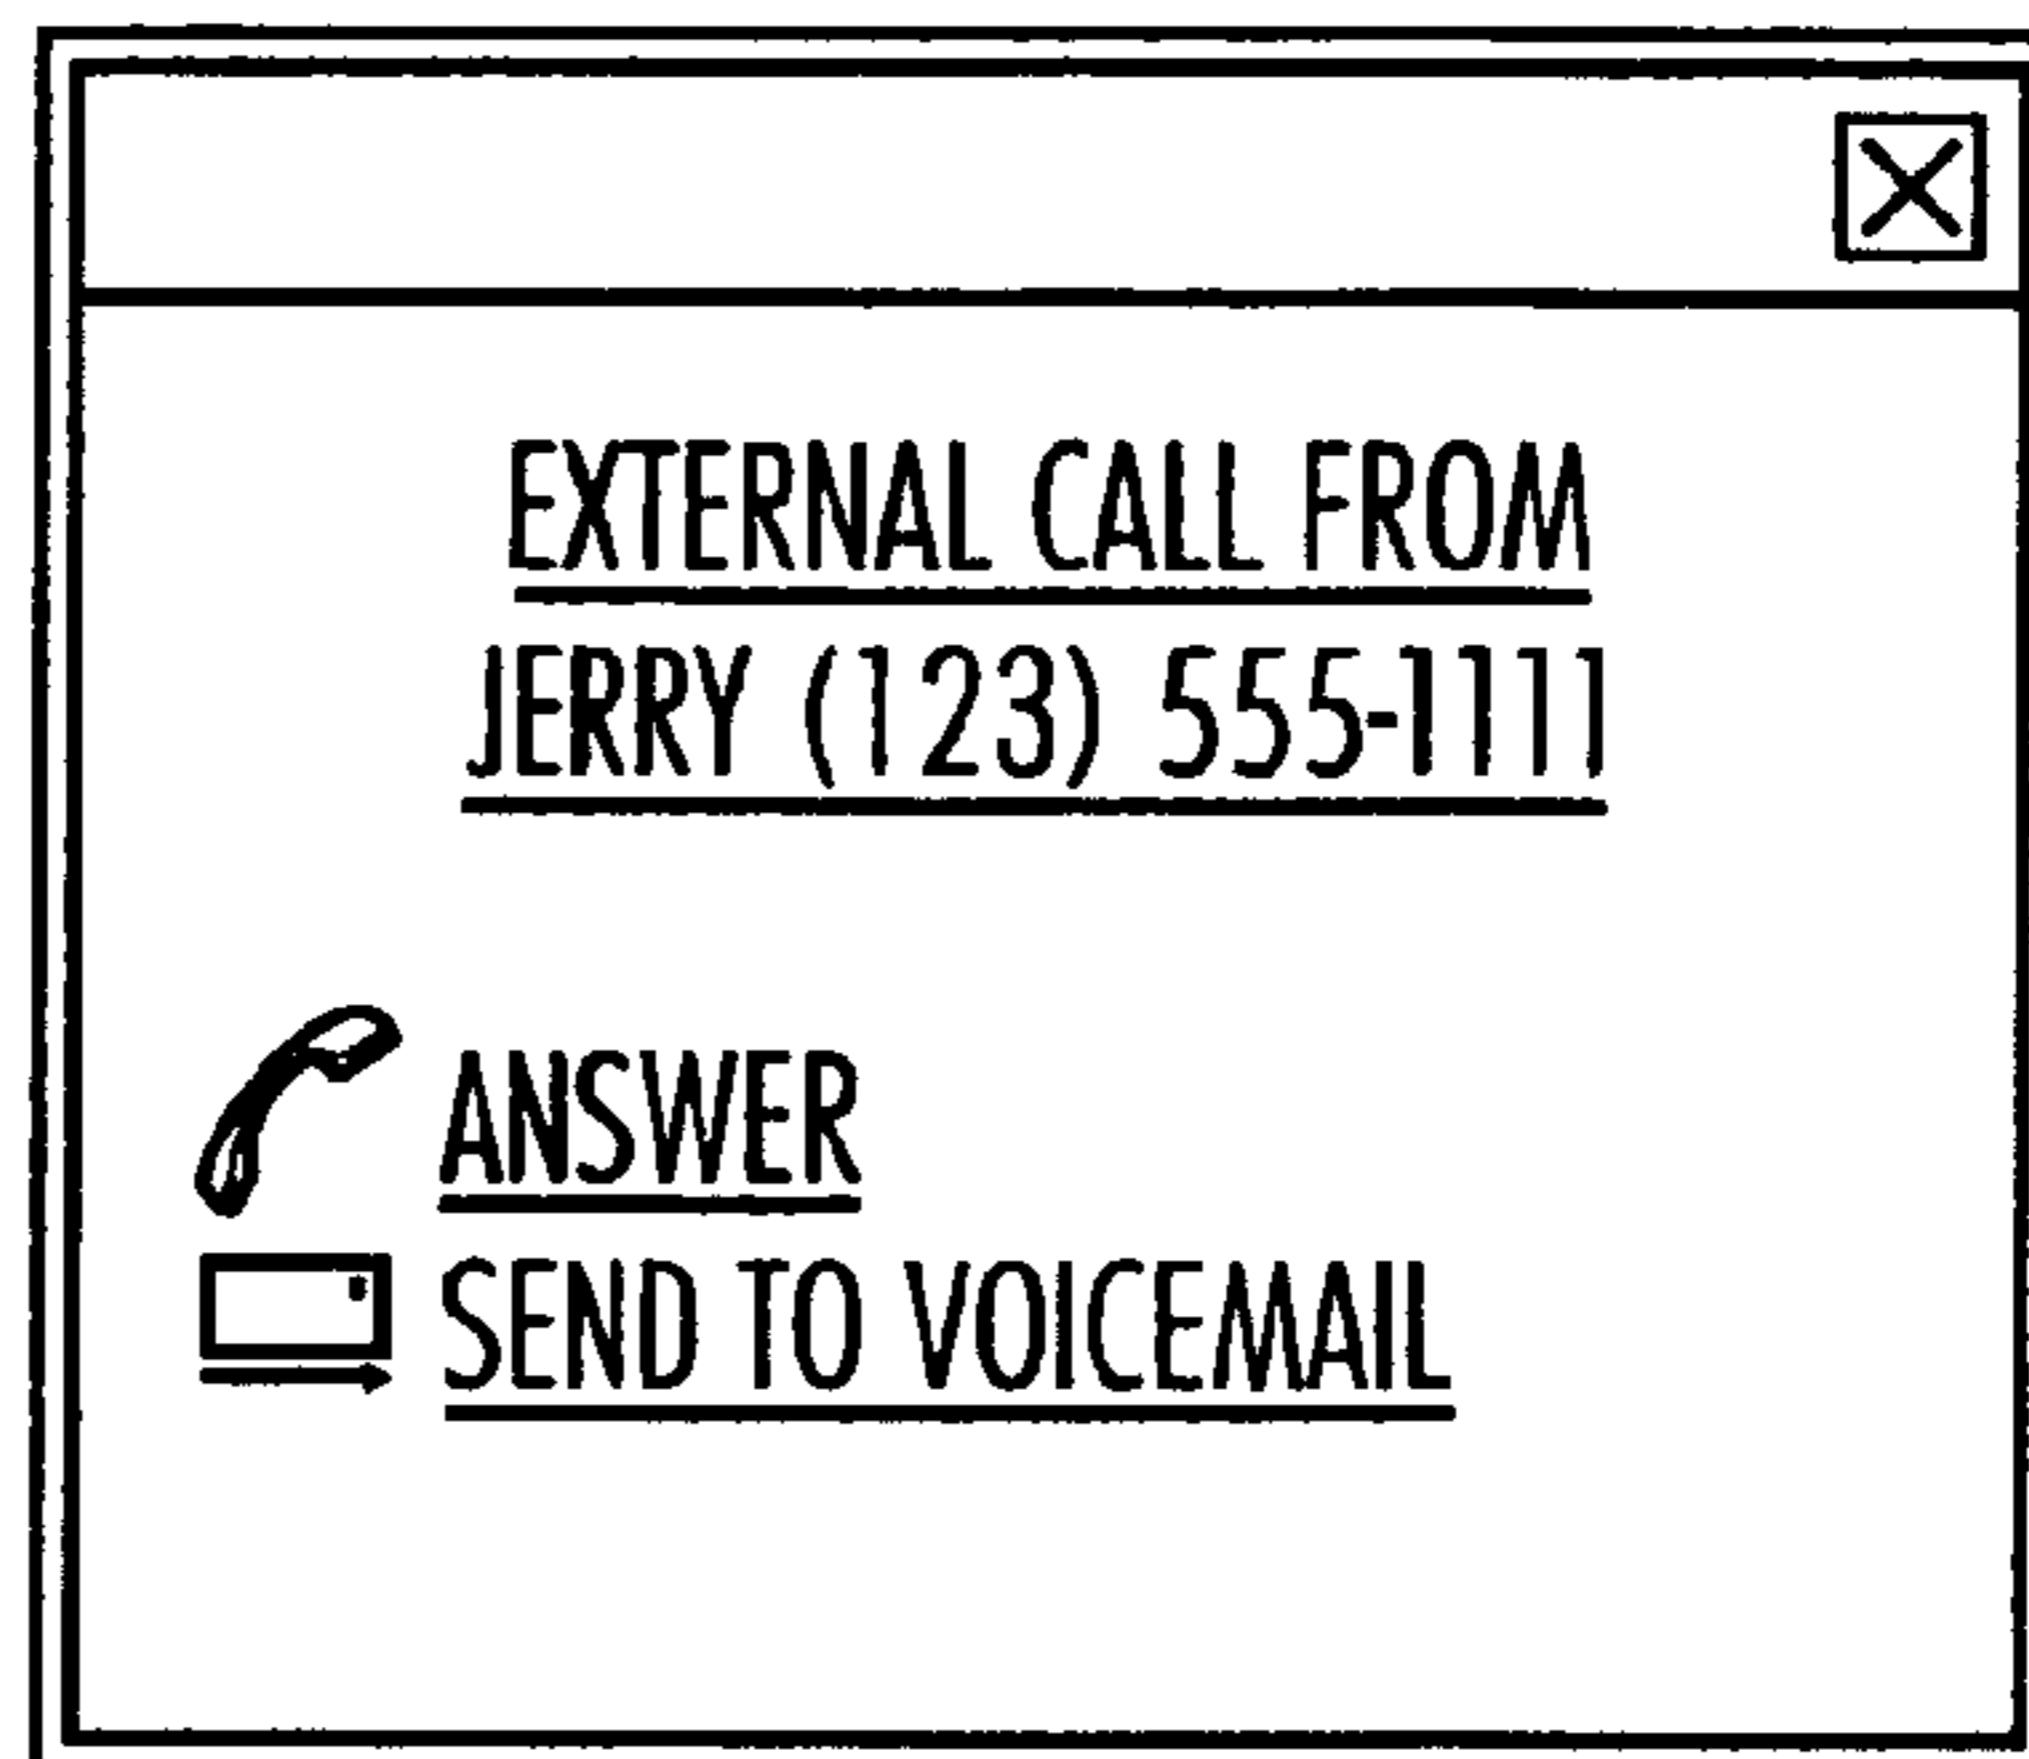 EXTERNAL CALL FROM
JERRY (123) 555-1111
ANSWER
SEND TO VOICEMAIL